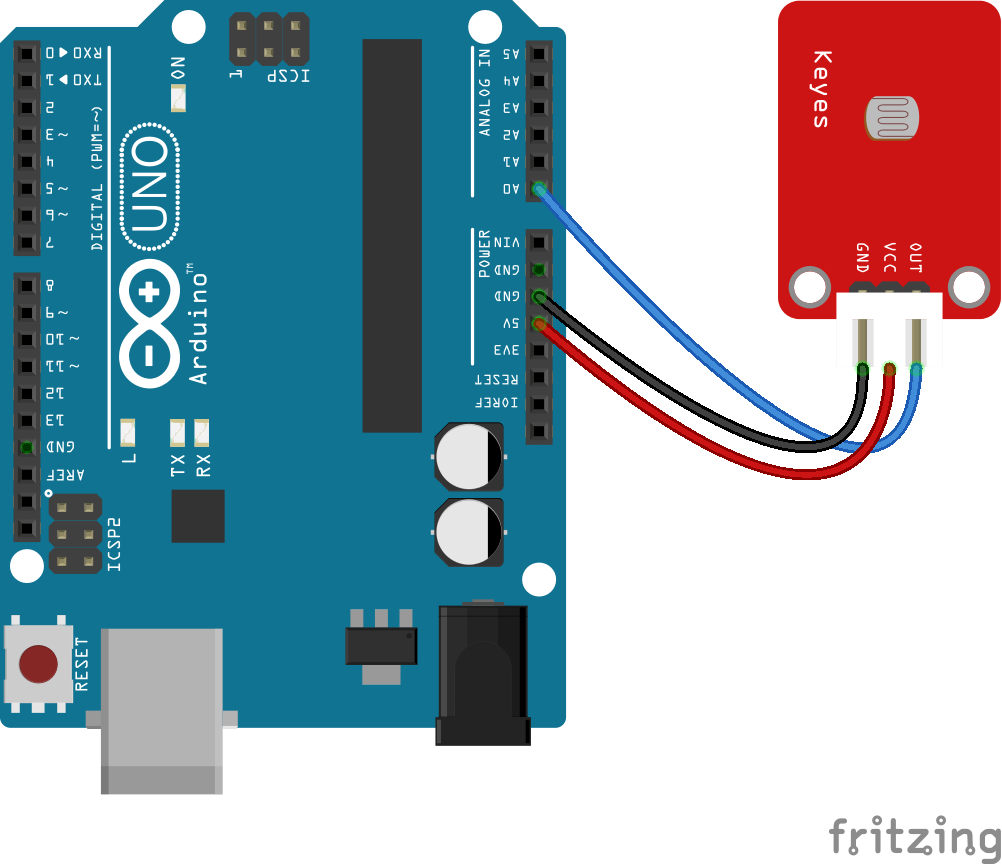 RXD ◀ 0
TXD ▶ 1
2
~ 3
4
~ 5
~ 6
7
8
~ 9
~ 10
~ 11
12
13
GND
AREF
DIGITAL (PWM=~)
ON
1
ICSP
UNO
Arduino™
L
TX
RX
ICSP2
RESET
ANALOG IN
A5
A4
A3
A2
A1
A0
POWER
VIN
GND
GND
5V
3V3
RESET
IOREF
Keyes
GND
VCC
OUT
fritzing